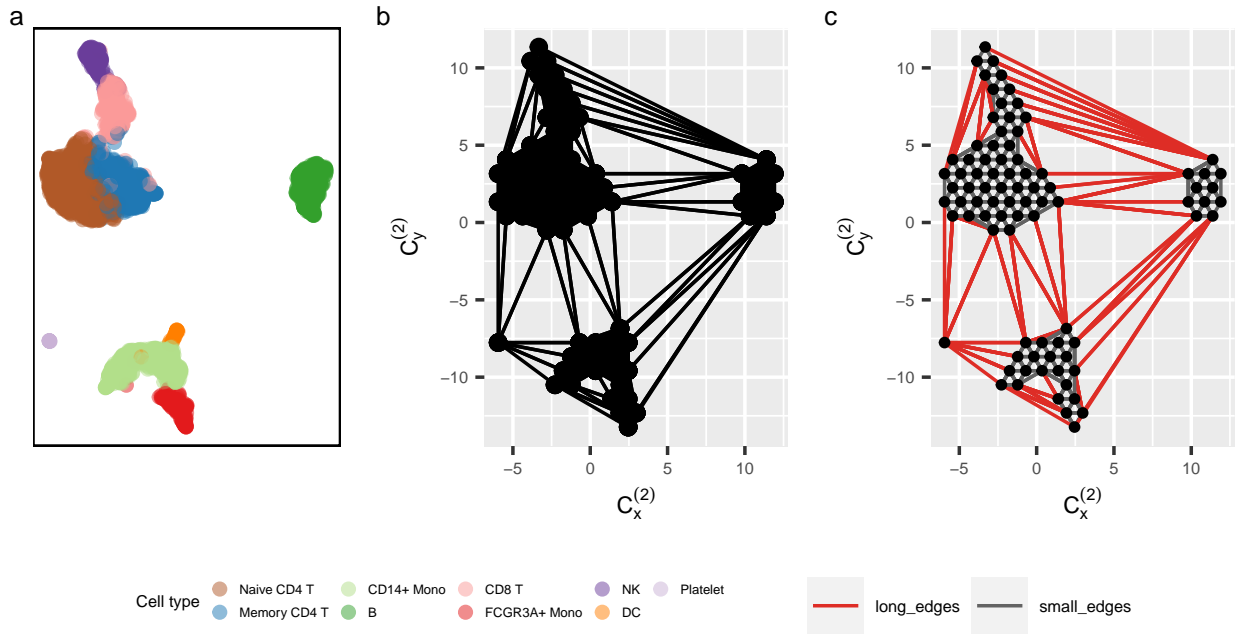 a
b
c
10
5
0
−5
−10
C_y^(2)
−5 0 5 10
C_x^(2)
10
5
0
−5
−10
C_y^(2)
−5 0 5 10
C_x^(2)
Cell type
Naive CD4 T
Memory CD4 T
CD14+ Mono
B
CD8 T
FCGR3A+ Mono
NK
DC
Platelet
long_edges
small_edges